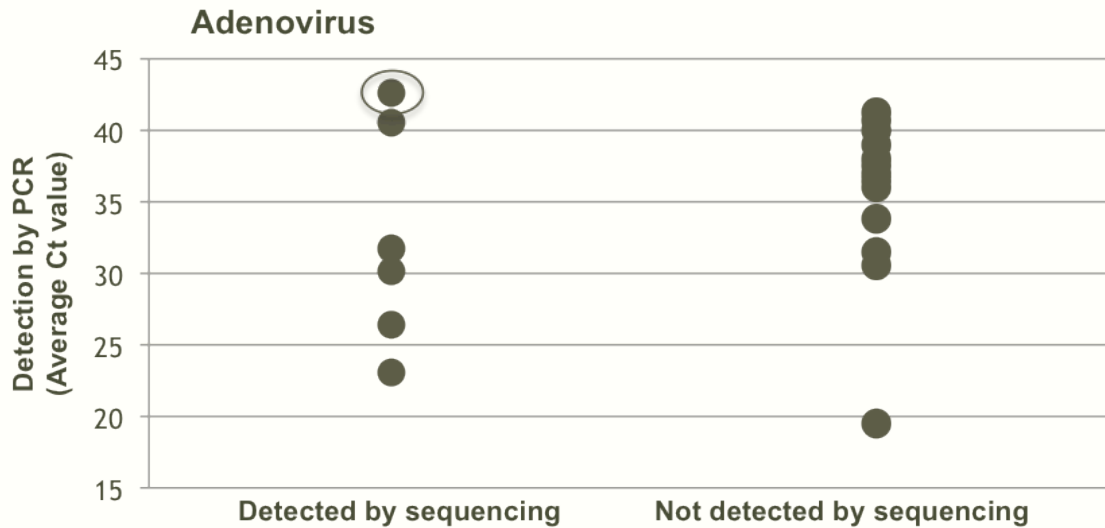 Adenovirus
45
40
35
30
25
20
15
Detection by PCR
(Average Ct value)
Detected by sequencing
Not detected by sequencing